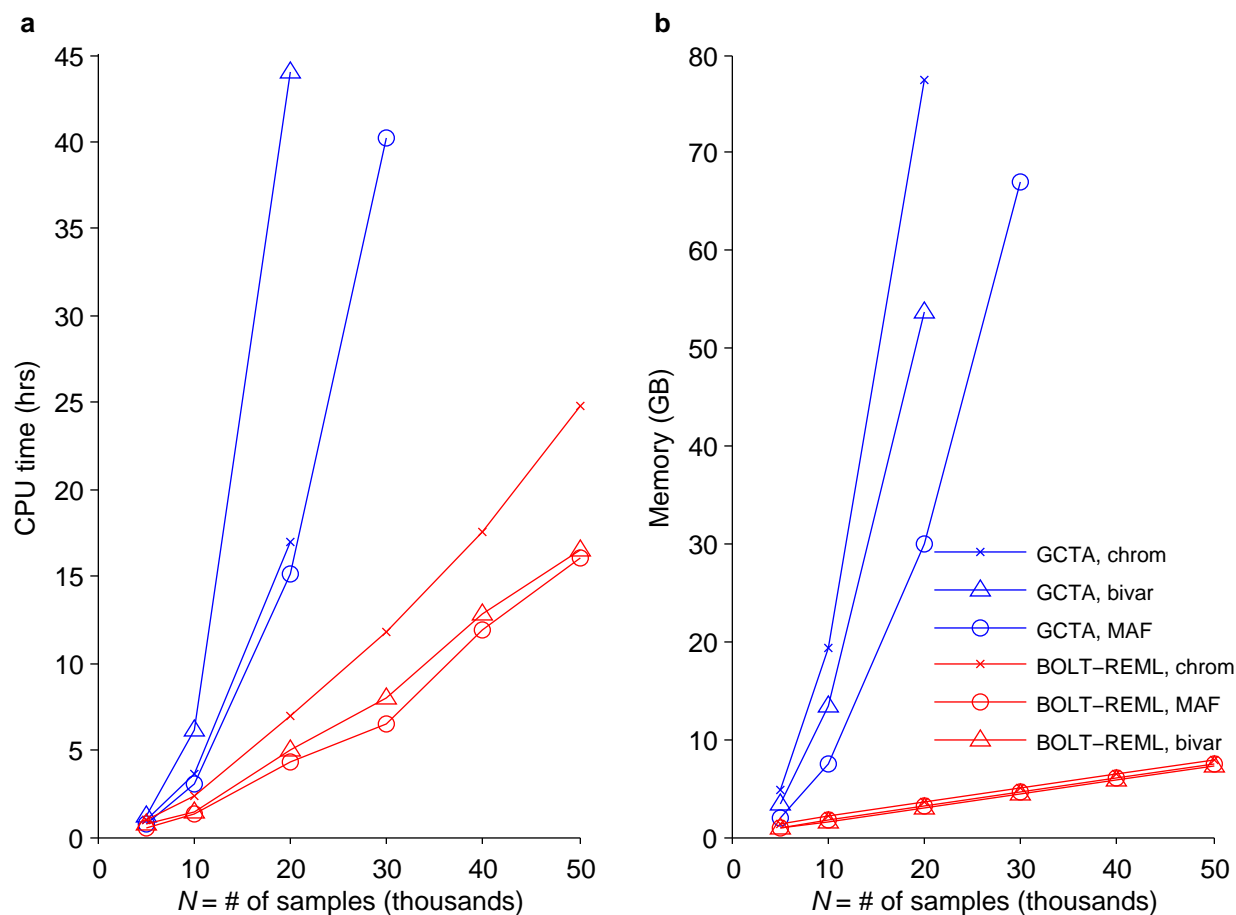 a
45
40
35
30
25
20
15
10
5
0
CPU time (hrs)
0 10 20 30 40 50
N = # of samples (thousands)
b
80
70
60
50
40
30
20
10
0
Memory (GB)
GCTA, chrom
GCTA, bivar
GCTA, MAF
BOLT−REML, chrom
BOLT−REML, MAF
BOLT−REML, bivar
0 10 20 30 40 50
N = # of samples (thousands)